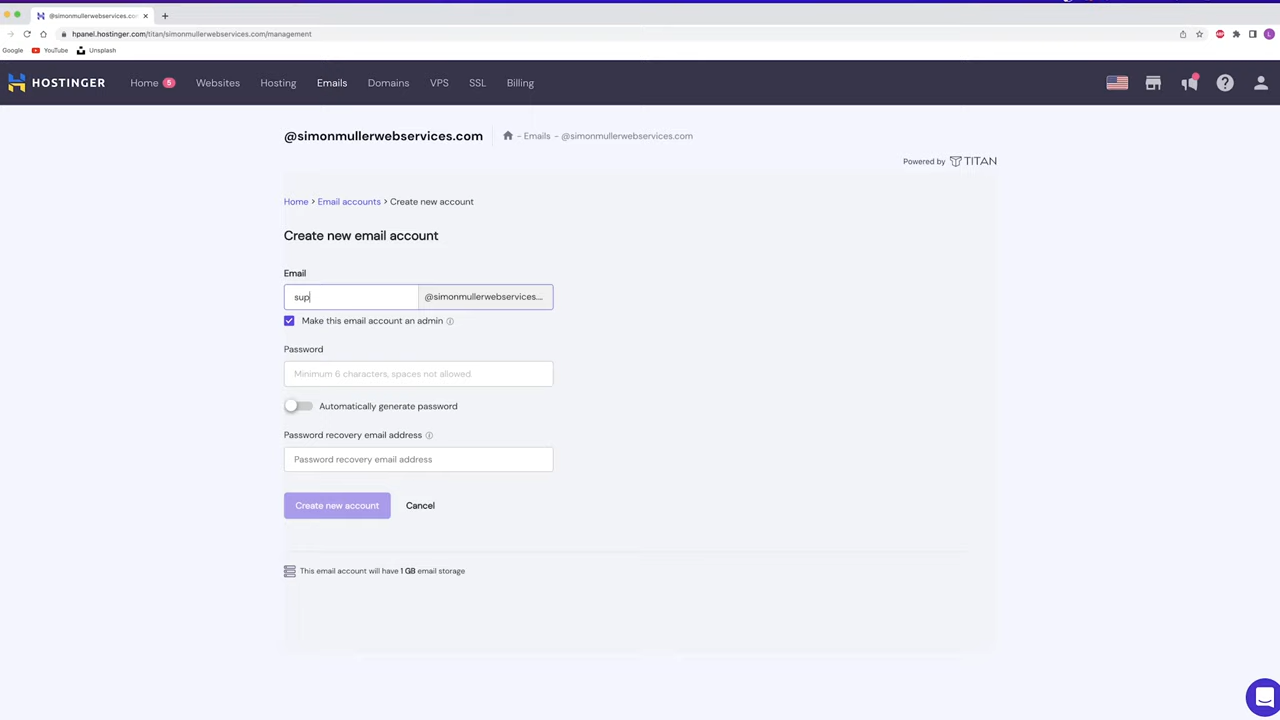 @simonmullerwebservices.com
hpanel.hostinger.com/titan/simonmullerwebservices.com/management
Google YouTube Unsplash
HOSTINGER Home 5 Websites Hosting Emails Domains VPS SSL Billing
@simonmullerwebservices.com - Emails - @simonmullerwebservices.com
Powered by TITAN
Home > Email accounts > Create new account
Create new email account
Email
sup @simonmullerwebservices...
Make this email account an admin
Password
Minimum 6 characters, spaces not allowed
Automatically generate password
Password recovery email address
Password recovery email address
Create new account Cancel
This email account will have 1 GB email storage